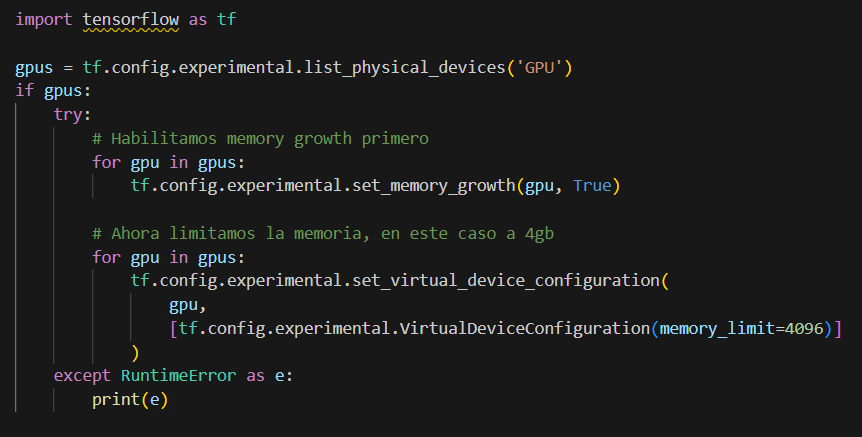 import tensorflow as tf
gpus = tf.config.experimental.list_physical_devices('GPU')
if gpus:
    try:
        # Habilitamos memory growth primero
        for gpu in gpus:
            tf.config.experimental.set_memory_growth(gpu, True)
        # Ahora limitamos la memoria, en este caso a 4gb
        for gpu in gpus:
            tf.config.experimental.set_virtual_device_configuration(
                gpu,
                [tf.config.experimental.VirtualDeviceConfiguration(memory_limit=4096)]
            )
    except RuntimeError as e:
        print(e)